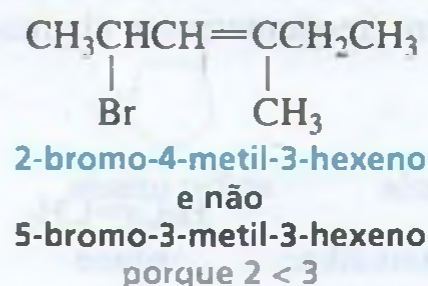 CH₃CHCH=CCH₂CH₃
Br CH₃
2-bromo-4-metil-3-hexeno
e não
5-bromo-3-metil-3-hexeno
porque 2 < 3